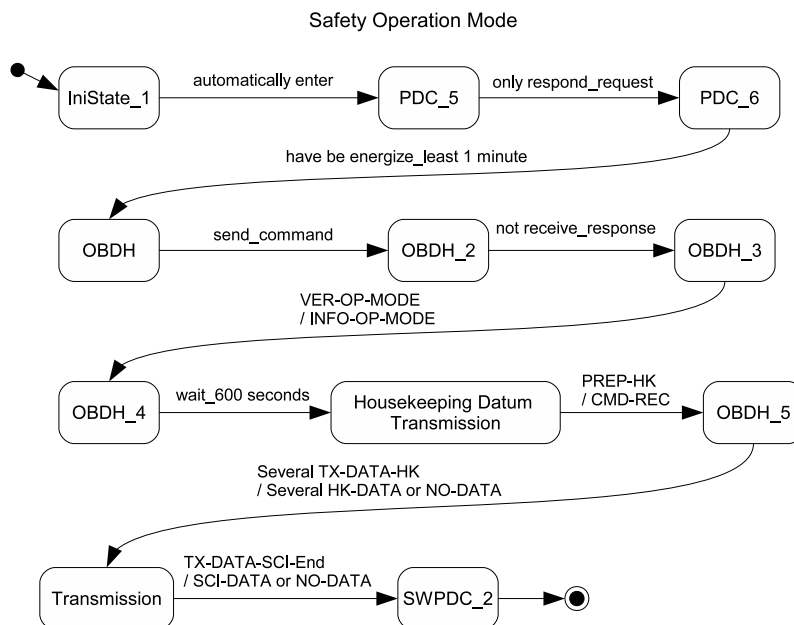 Safety Operation Mode
automatically enter
only respond_request
IniState_1
PDC_5
PDC_6
have be energize_least 1 minute
send_command
not receive_response
OBDH
OBDH_2
OBDH_3
VER-OP-MODE
/ INFO-OP-MODE
wait_600 seconds
PREP-HK
/ CMD-REC
OBDH_4
Housekeeping Datum
Transmission
OBDH_5
Several TX-DATA-HK
/ Several HK-DATA or NO-DATA
TX-DATA-SCI-End
/ SCI-DATA or NO-DATA
Transmission
SWPDC_2